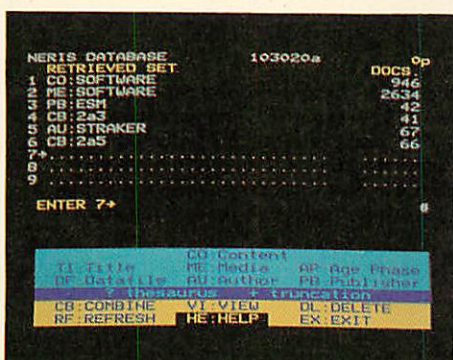 NERIS DATABASE 103020a 0p
RETRIEVED SET DOCS.
1 CO:SOFTWARE 946
2 ME:SOFTWARE 2634
3 PB:ESM 42
4 CB:2a3 41
5 AU:STRAKER 67
6 CB:2a5 66
7→ ............................ ......
8 ............................ ......
9 ............................ ......
ENTER 7→ 6
CO:Content
TI:Title ME:Media AP:Age Phase
DF:Datafile AU:Author PB:Publisher
thesaurus truncation
CB:COMBINE VI:VIEW DL:DELETE
RF:REFRESH HE:HELP EX:EXIT